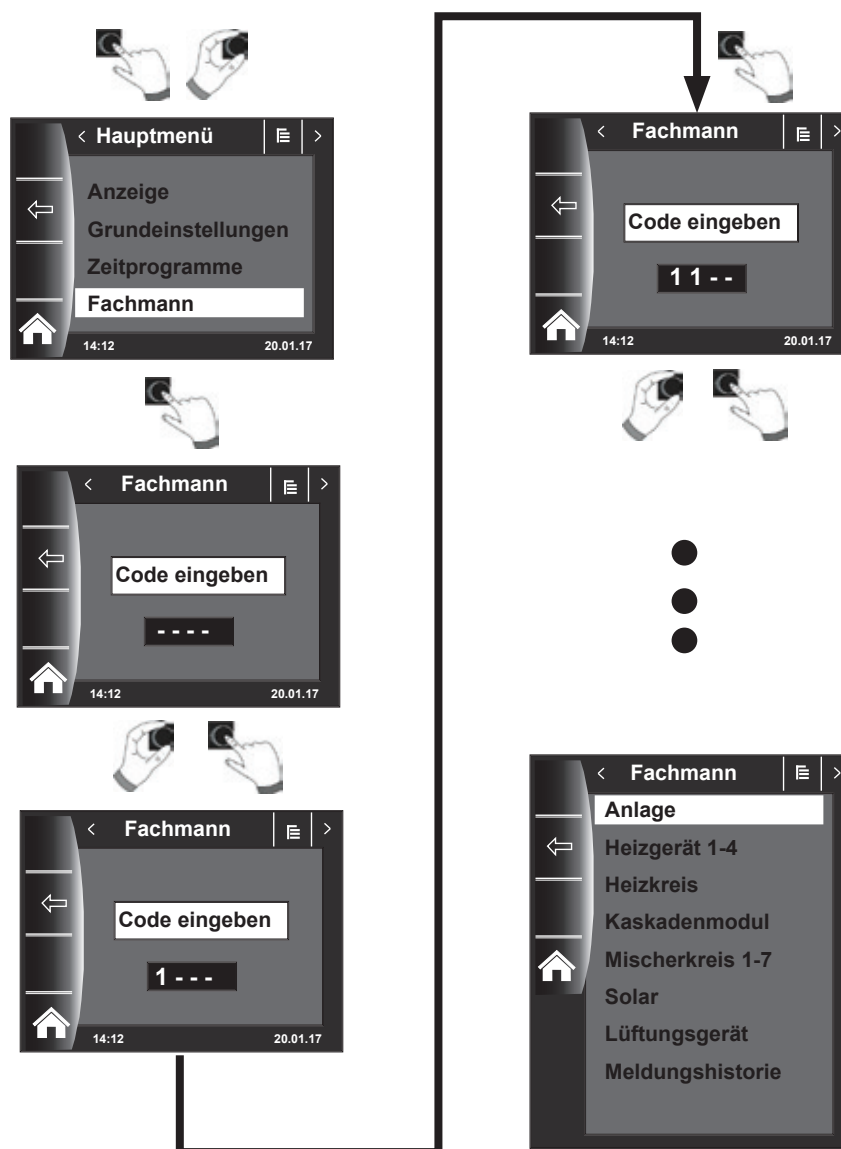 < Hauptmenü >
Anzeige
Grundeinstellungen
Zeitprogramme
Fachmann
14:12 20.01.17
< Fachmann >
Code eingeben
- - - -
14:12 20.01.17
< Fachmann >
Code eingeben
1 - - -
14:12 20.01.17
< Fachmann >
Code eingeben
1 1 - -
14:12 20.01.17
< Fachmann >
Anlage
Heizgerät 1-4
Heizkreis
Kaskadenmodul
Mischerkreis 1-7
Solar
Lüftungsgerät
Meldungshistorie